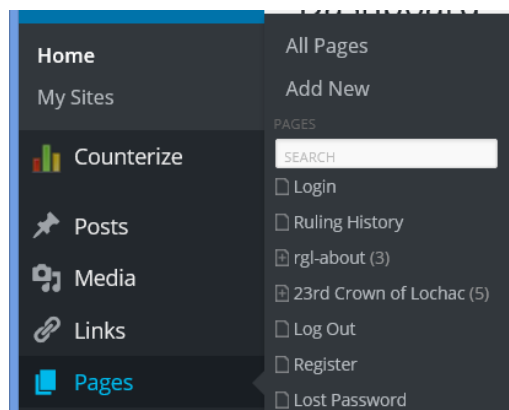 Home
My Sites
Counterize
Posts
Media
Links
Pages
All Pages
Add New
PAGES
SEARCH
Login
Ruling History
rgl-about (3)
23rd Crown of Lochac (5)
Log Out
Register
Lost Password